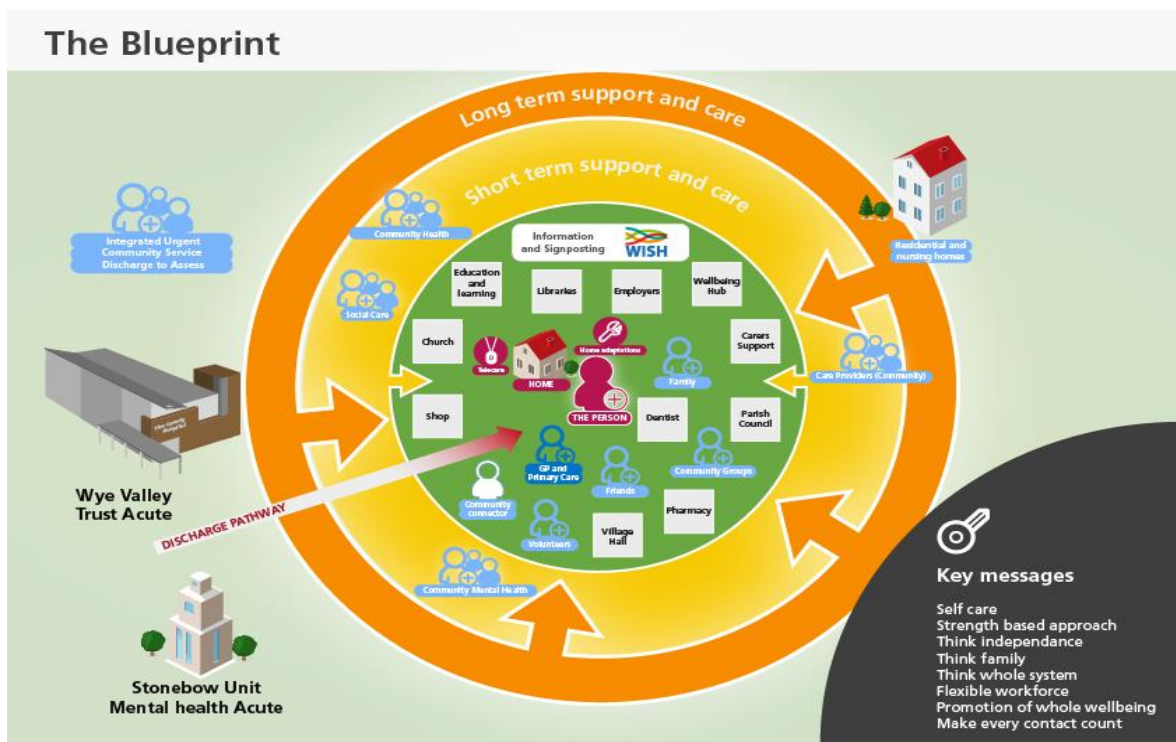 The Blueprint
Long term support and care
Short term support and care
Integrated Urgent
Community Service
Discharge to Assess
Community Health
Social Care
Information
and Signposting
WISH
Education
and
learning
Libraries
Employers
Wellbeing
Hub
Church
Telecare
HOME
Home adaptations
Family
Carers
Support
Residential and
nursing homes
Care Providers (Community)
Shop
THE PERSON
Dentist
Parish
Council
GP and
Primary Care
Friends
Community Groups
Community
connector
Volunteers
Village
Hall
Pharmacy
Community Mental Health
Wye Valley
Trust Acute
DISCHARGE PATHWAY
Stonebow Unit
Mental health Acute
Key messages
Self care
Strength based approach
Think independance
Think family
Think whole system
Flexible workforce
Promotion of whole wellbeing
Make every contact count